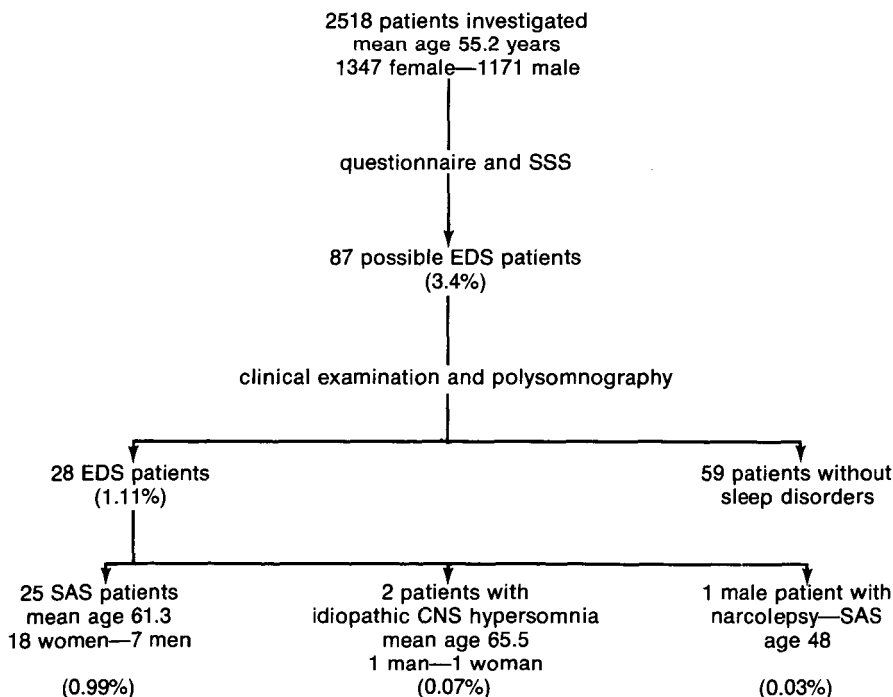 2518 patients investigated
mean age 55.2 years
1347 female—1171 male
questionnaire and SSS
87 possible EDS patients
(3.4%)
clinical examination and polysomnography
28 EDS patients
(1.11%)
59 patients without
sleep disorders
25 SAS patients
mean age 61.3
18 women—7 men
(0.99%)
2 patients with
idiopathic CNS hypersomnia
mean age 65.5
1 man—1 woman
(0.07%)
1 male patient with
narcolepsy—SAS
age 48
(0.03%)